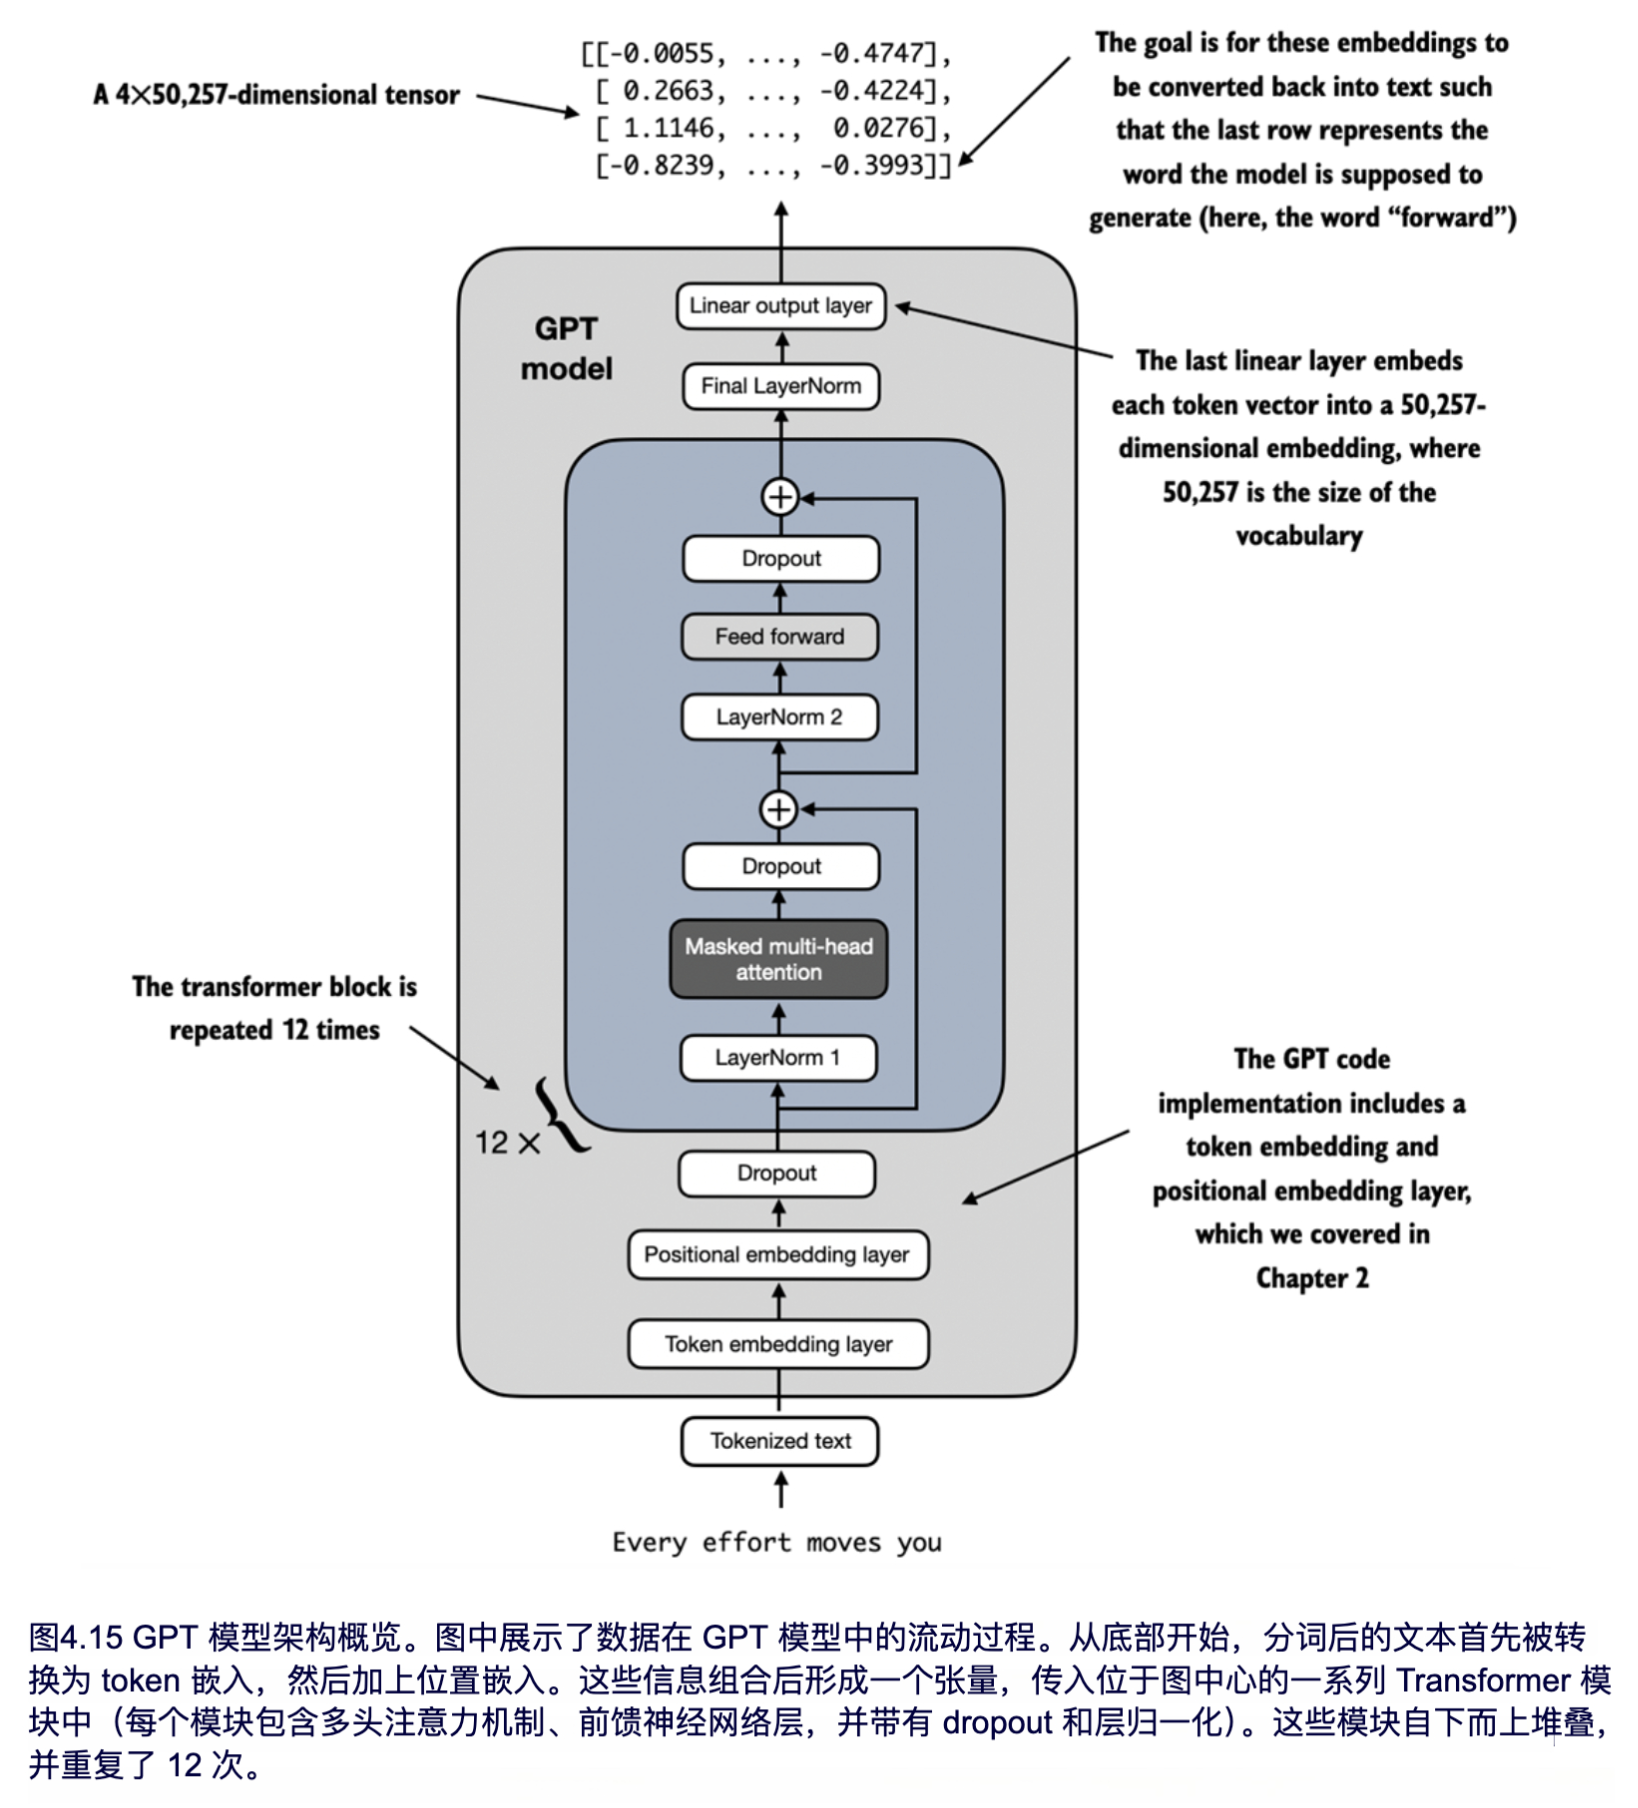 [[-0.0055, ..., -0.4747],
[ 0.2663, ..., -0.4224],
[ 1.1146, ..., 0.0276],
[-0.8239, ..., -0.3993]]
A 4×50,257-dimensional tensor
The goal is for these embeddings to
be converted back into text such
that the last row represents the
word the model is supposed to
generate (here, the word “forward”)
GPT
model
Linear output layer
Final LayerNorm
The last linear layer embeds
each token vector into a 50,257-
dimensional embedding, where
50,257 is the size of the
vocabulary
Dropout
Feed forward
LayerNorm 2
Dropout
Masked multi-head
attention
LayerNorm 1
The transformer block is
repeated 12 times
12 ×
Dropout
Positional embedding layer
Token embedding layer
The GPT code
implementation includes a
token embedding and
positional embedding layer,
which we covered in
Chapter 2
Tokenized text
Every effort moves you
图4.15 GPT 模型架构概览。图中展示了数据在 GPT 模型中的流动过程。从底部开始，分词后的文本首先被转
换为 token 嵌入，然后加上位置嵌入。这些信息组合后形成一个张量，传入位于图中心的一系列 Transformer 模
块中（每个模块包含多头注意力机制、前馈神经网络层，并带有 dropout 和层归一化）。这些模块自下而上堆叠，
并重复了 12 次。